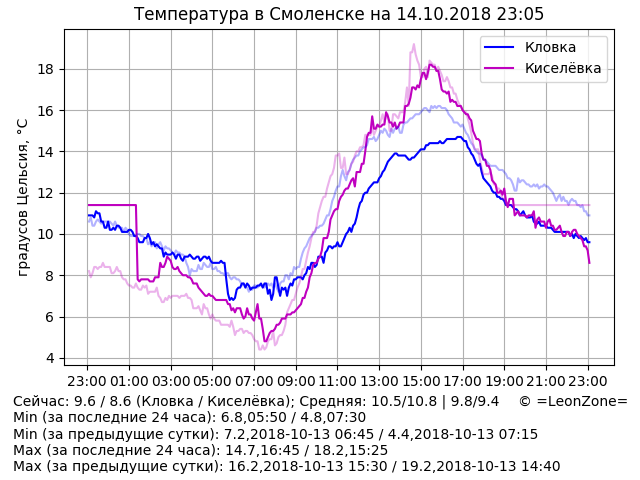 Температура в Смоленске на 14.10.2018 23:05
градусов Цельсия, °C
18
16
14
12
10
8
6
4
Кловка
Киселёвка
23:00 01:00 03:00 05:00 07:00 09:00 11:00 13:00 15:00 17:00 19:00 21:00 23:00
Сейчас: 9.6 / 8.6 (Кловка / Киселёвка); Средняя: 10.5/10.8 | 9.8/9.4 © =LeonZone=
Min (за последние 24 часа): 6.8,05:50 / 4.8,07:30
Min (за предыдущие сутки): 7.2,2018-10-13 06:45 / 4.4,2018-10-13 07:15
Max (за последние 24 часа): 14.7,16:45 / 18.2,15:25
Max (за предыдущие сутки): 16.2,2018-10-13 15:30 / 19.2,2018-10-13 14:40